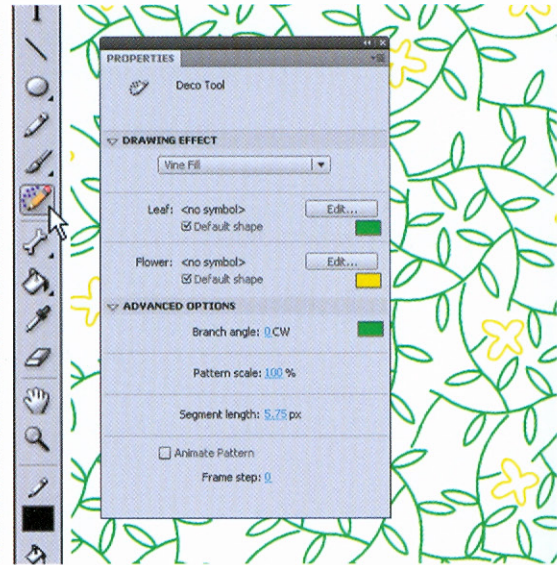 T
PROPERTIES
Deco Tool
DRAWING EFFECT
Vine Fill
Leaf: <no symbol> Edit...
Default shape
Flower: <no symbol> Edit...
Default shape
ADVANCED OPTIONS
Branch angle: 0 CW
Pattern scale: 100 %
Segment length: 5.75 px
Animate Pattern
Frame step: 0